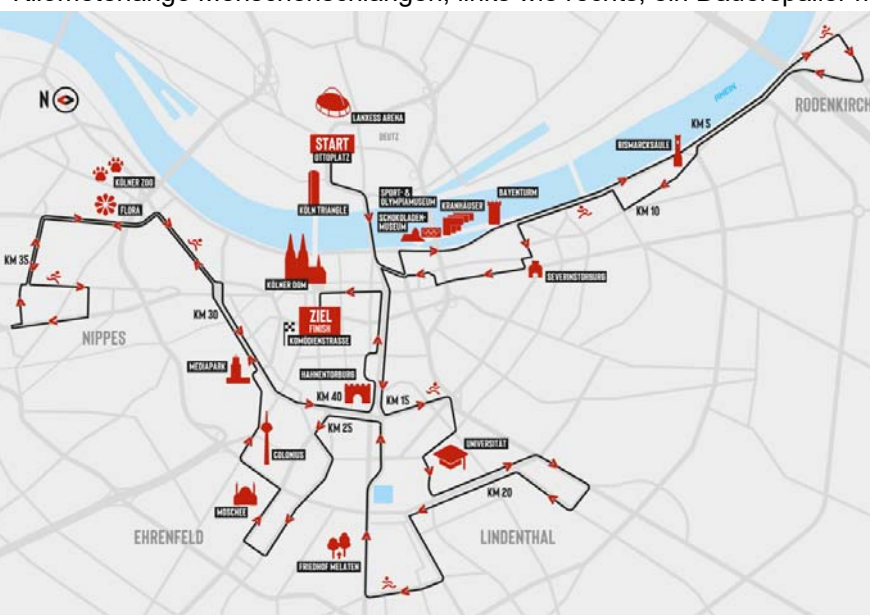 Kilometerlange Menschenschlangen, links wie rechts, ein Dauerspalier
N
LANXESS ARENA
START
OTTOPLATZ
DEUTZ
RHEIN
RODENKIRCH
KM 5
BISMARCKSÄULE
KÖLNER ZOO
FLORA
KÖLN TRIANGLE
SPORT- &
OLYMPIAMUSEUM
SCHOKOLADEN-
MUSEUM
KRANHÄUSER
BAYENTURM
KM 10
KM 35
KÖLNER DOM
SEVERINSTORBURG
NIPPES
KM 30
ZIEL
FINISH
KOMÖDIENSTRASSE
MEDIAPARK
HAHNENTORBURG
KM 40
KM 15
KM 25
COLONIUS
UNIVERSITÄT
KM 20
MOSCHEE
EHRENFELD
LINDENTHAL
FRIEDHOF MELATEN